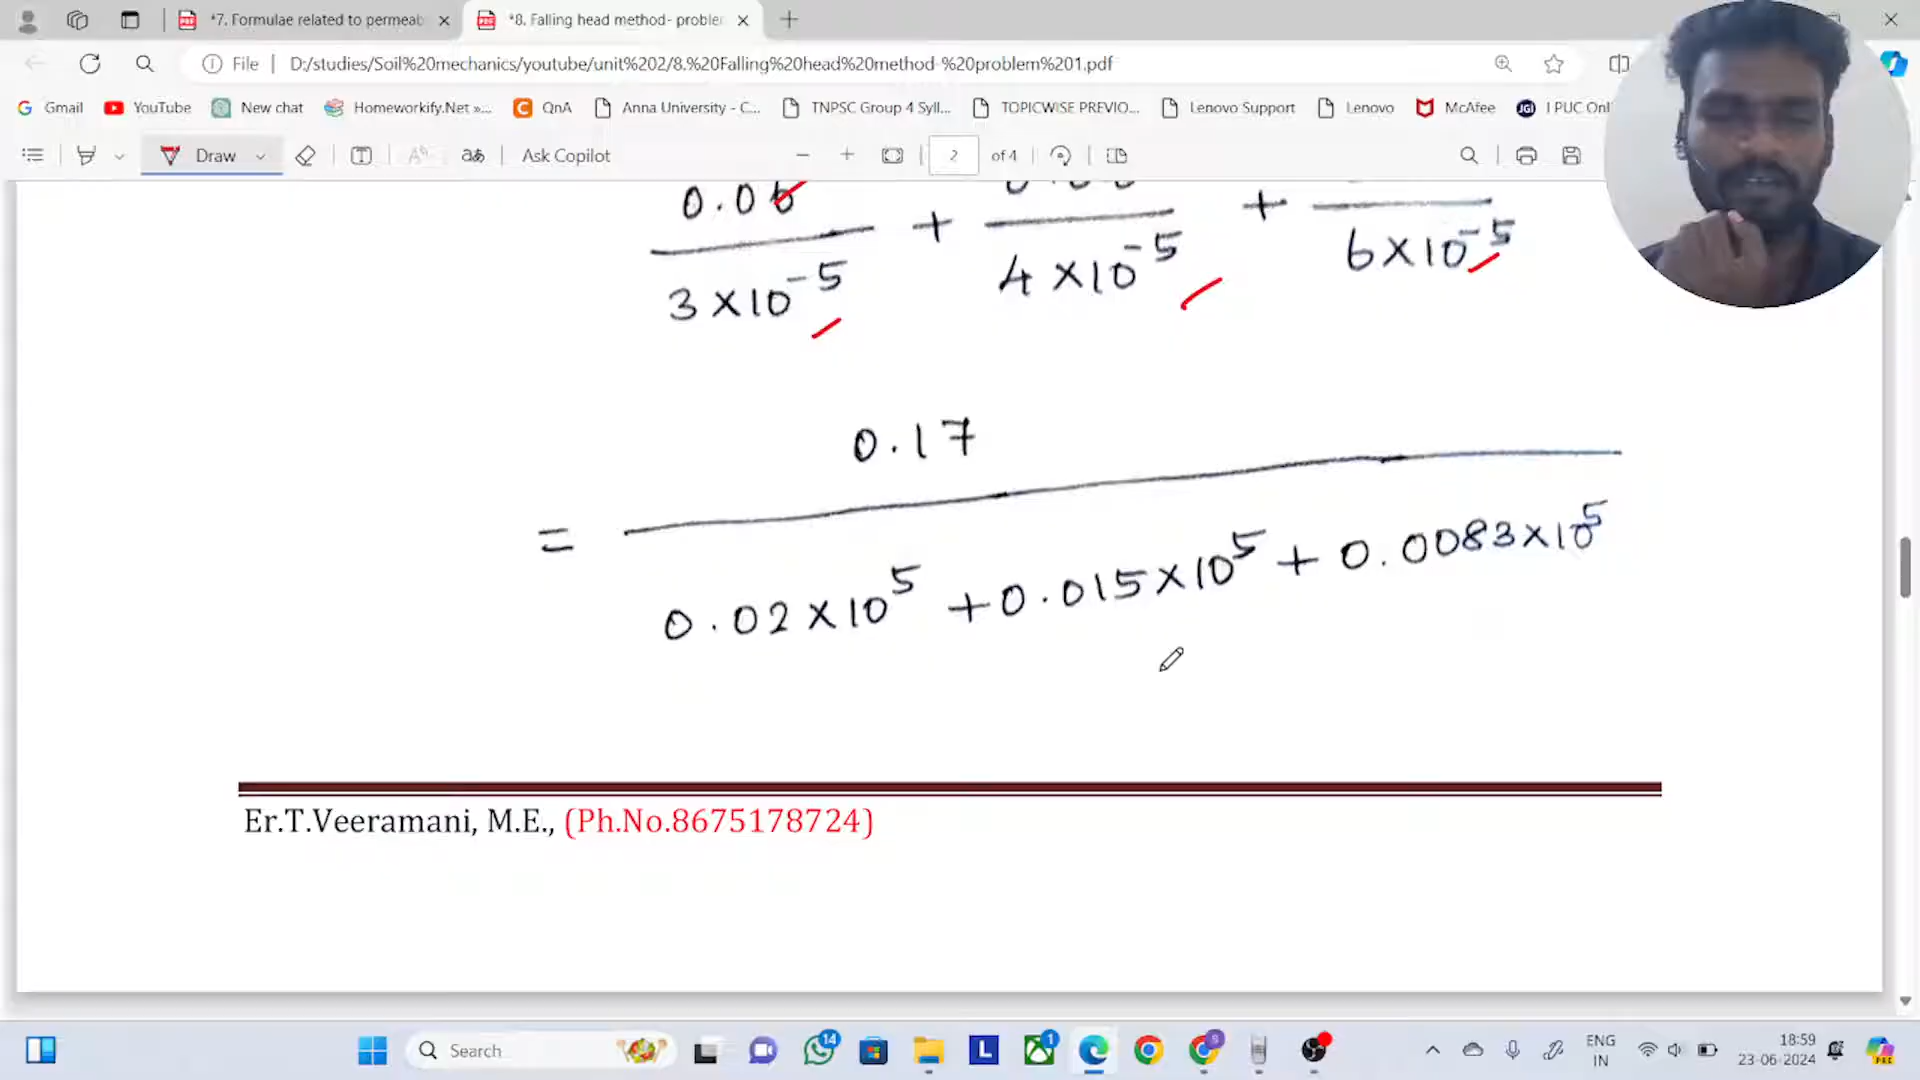 *7. Formulae related to permeab
*8. Falling head method- probler
File
D:/studies/Soil%20mechanics/youtube/unit%202/8.%20Falling%20head%20method-%20problem%201.pdf
Gmail YouTube New chat Homeworkify.Net »... QnA Anna University - C... TNPSC Group 4 Syll... TOPICWISE PREVIO... Lenovo Support Lenovo McAfee I PUC Onl
Draw Ask Copilot 2 of 4
0.06
+ +
3×10⁻⁵ 4×10⁻⁵ 6×10⁻⁵
0.17
=
0.02×10⁵ +0.015×10⁵ + 0.0083×10⁵
Er.T.Veeramani, M.E., (Ph.No.8675178724)
Search
14
1
9
ENG
IN
18:59
23-06-2024